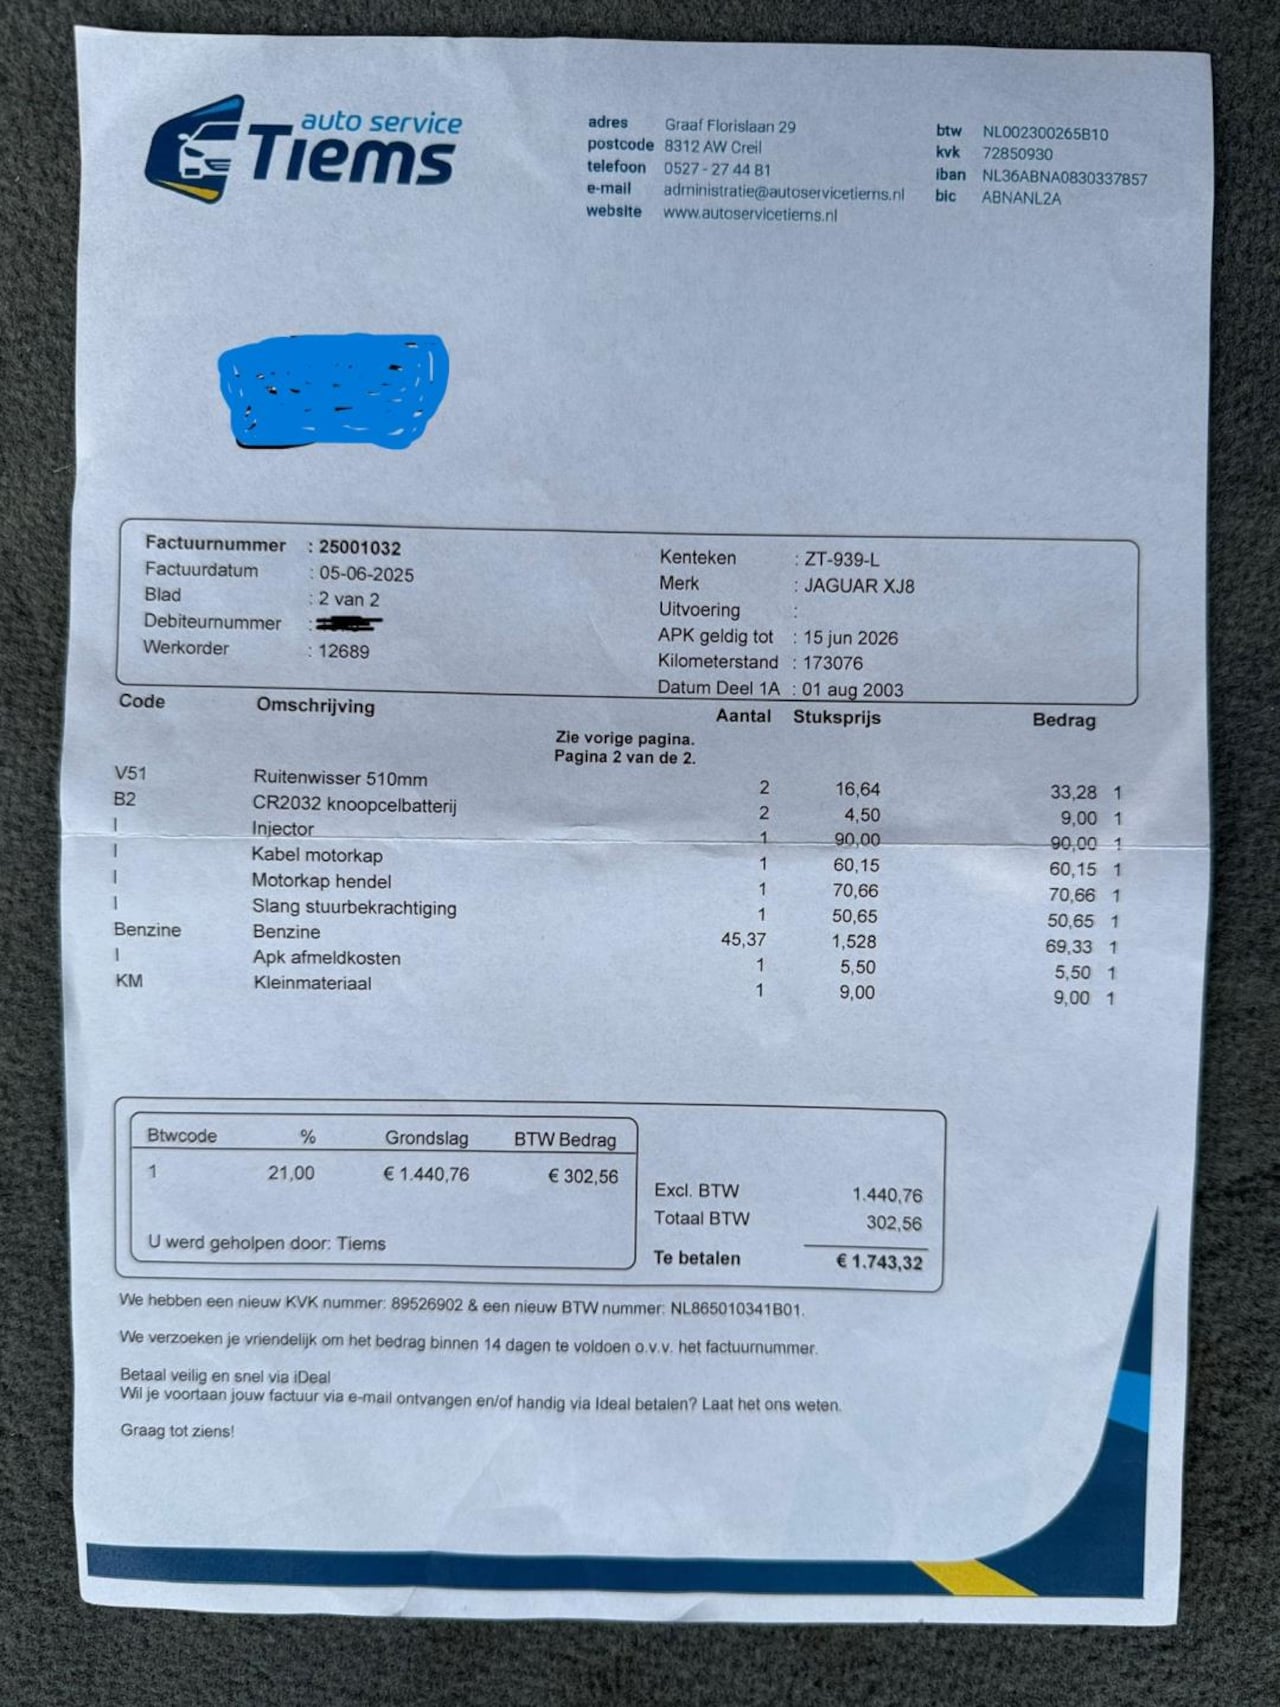 auto service
Tiems
adres Graaf Florislaan 29
postcode 8312 AW Creil
telefoon 0527 - 27 44 81
e-mail administratie@autoservicetiems.nl
website www.autoservicetiems.nl
btw NL002300265B10
kvk 72850930
iban NL36ABNA0830337857
bic ABNANL2A
Factuurnummer : 25001032
Factuurdatum : 05-06-2025
Blad : 2 van 2
Debiteurnummer :
Werkorder : 12689
Kenteken : ZT-939-L
Merk : JAGUAR XJ8
Uitvoering :
APK geldig tot : 15 jun 2026
Kilometerstand : 173076
Datum Deel 1A : 01 aug 2003
Code Omschrijving Aantal Stuksprijs Bedrag
Zie vorige pagina.
Pagina 2 van de 2.
V51 Ruitenwisser 510mm 2 16,64 33,28 1
B2 CR2032 knoopcelbatterij 2 4,50 9,00 1
I Injector 1 90,00 90,00 1
I Kabel motorkap 1 60,15 60,15 1
I Motorkap hendel 1 70,66 70,66 1
I Slang stuurbekrachtiging 1 50,65 50,65 1
Benzine Benzine 45,37 1,528 69,33 1
I Apk afmeldkosten 1 5,50 5,50 1
KM Kleinmateriaal 1 9,00 9,00 1
Btwcode % Grondslag BTW Bedrag
1 21,00 € 1.440,76 € 302,56
U werd geholpen door: Tiems
Excl. BTW 1.440,76
Totaal BTW 302,56
Te betalen € 1.743,32
We hebben een nieuw KVK nummer: 89526902 & een nieuw BTW nummer: NL865010341B01.
We verzoeken je vriendelijk om het bedrag binnen 14 dagen te voldoen o.v.v. het factuurnummer.
Betaal veilig en snel via iDeal
Wil je voortaan jouw factuur via e-mail ontvangen en/of handig via Ideal betalen? Laat het ons weten.
Graag tot ziens!